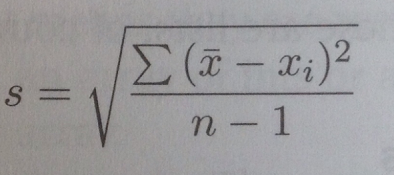 s = √(∑ (x̄ − xᵢ)² / (n − 1))